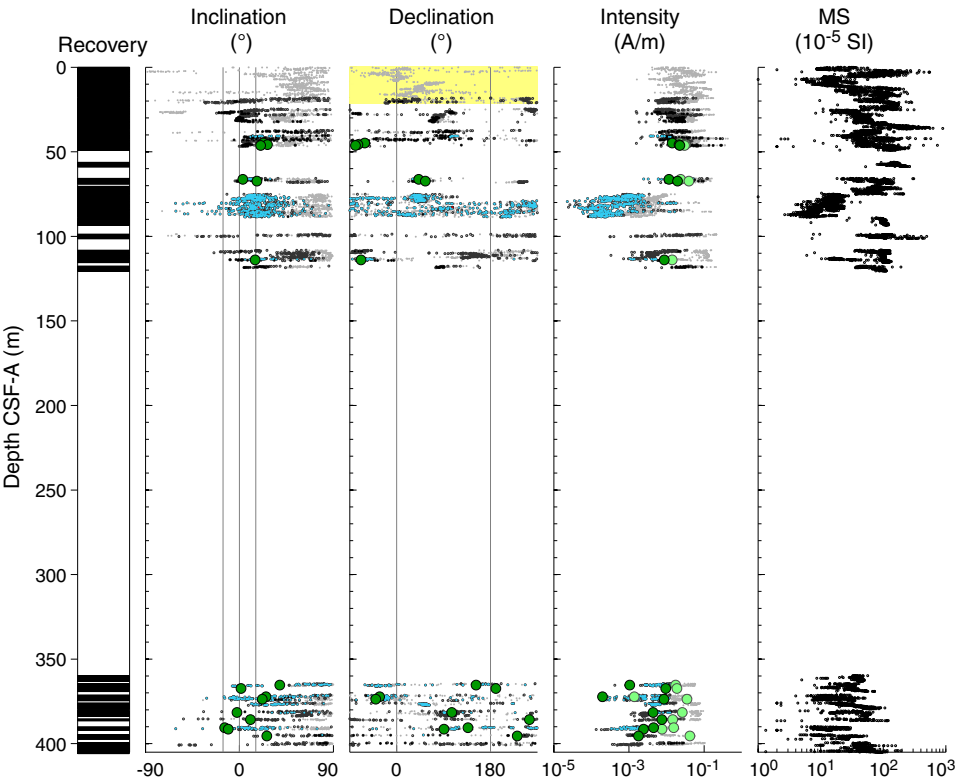 Recovery
Inclination
(°)
Declination
(°)
Intensity
(A/m)
MS
(10⁻⁵ SI)
Depth CSF-A (m)
0
50
100
150
200
250
300
350
400
-90 0 90
0 180
10⁻⁵ 10⁻³ 10⁻¹
10⁰ 10¹ 10² 10³